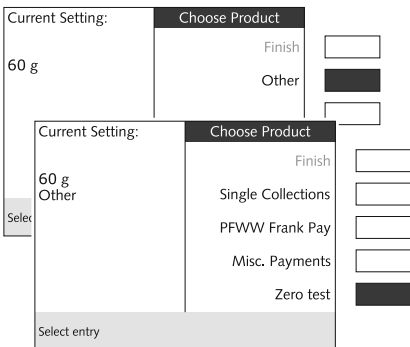 Current Setting:
Choose Product
Finish
60 g
Other
Current Setting:
Choose Product
Finish
60 g
Other
Single Collections
PFWW Frank Pay
Misc. Payments
Zero test
Select entry